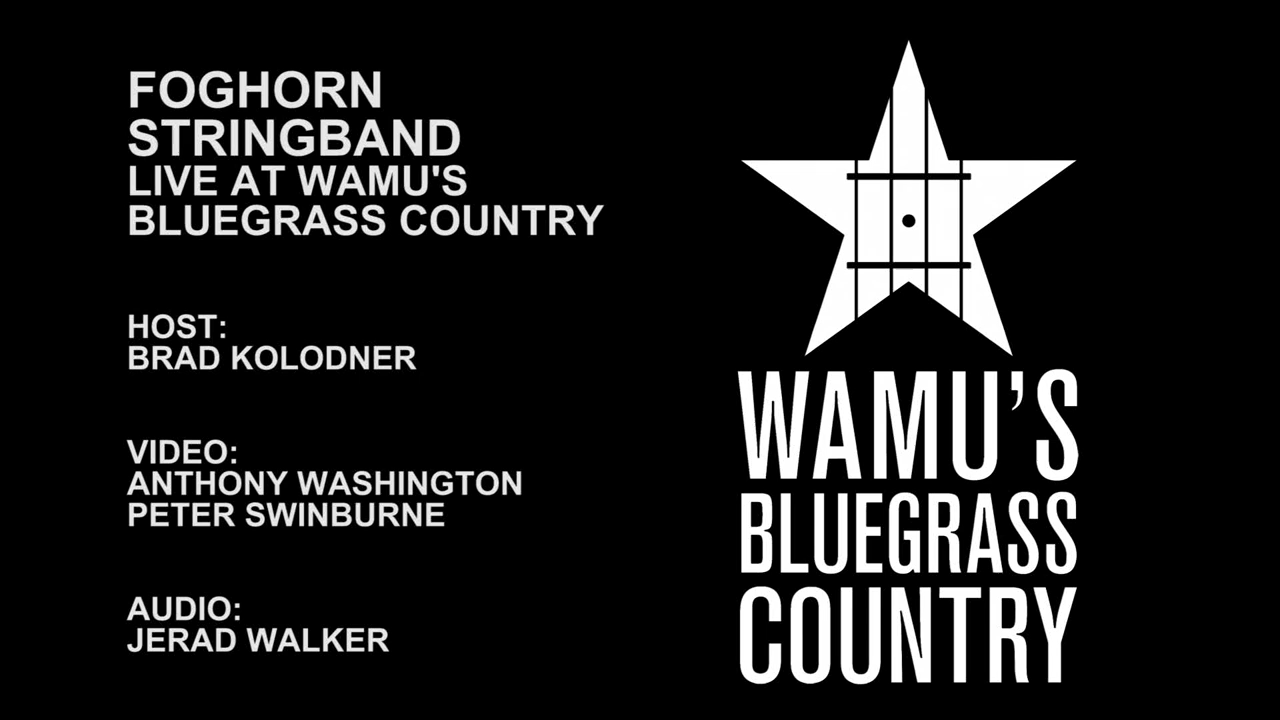 FOGHORN
STRINGBAND
LIVE AT WAMU'S
BLUEGRASS COUNTRY
HOST:
BRAD KOLODNER
VIDEO:
ANTHONY WASHINGTON
PETER SWINBURNE
AUDIO:
JERAD WALKER
WAMU’S
BLUEGRASS
COUNTRY